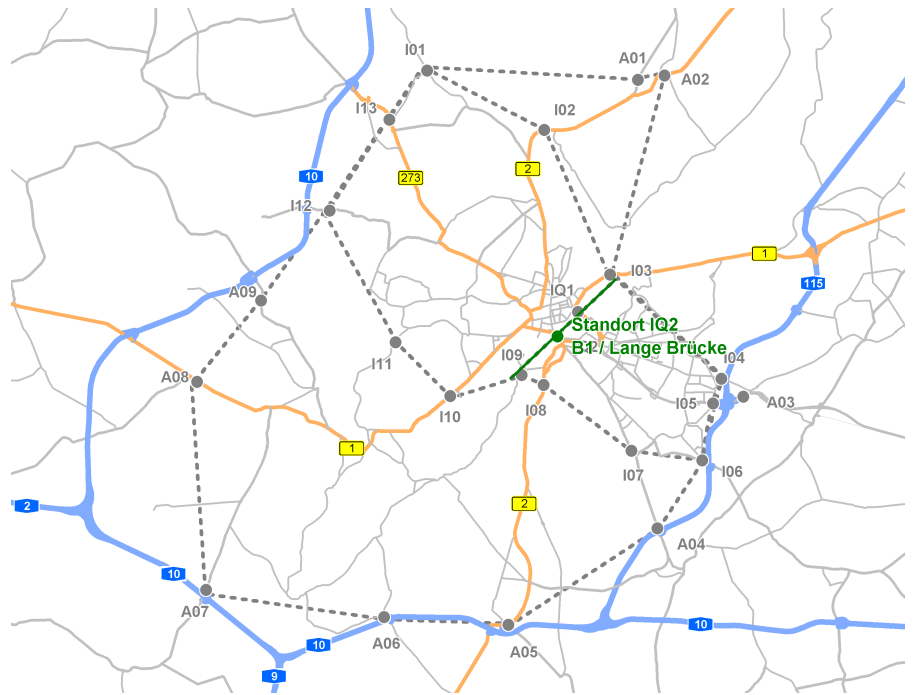 I01
A01
A02
I13
I02
2
273
10
I12
1
I03
115
A09
IQ1
Standort IQ2
B1 / Lange Brücke
I11
I09
I04
A08
I08
I05
A03
I10
1
I07
I06
2
2
A04
10
A07
10
A06
A05
10
9